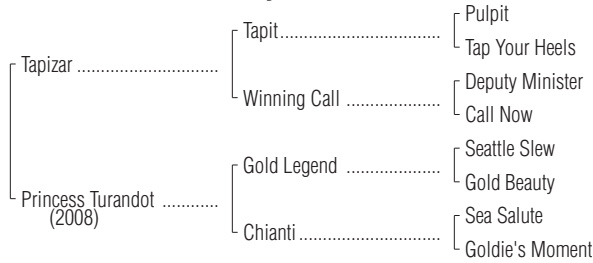 Pulpit
Tapit
Tap Your Heels
Tapizar
Deputy Minister
Winning Call
Call Now
Seattle Slew
Gold Legend
Gold Beauty
Princess Turandot
(2008)
Sea Salute
Chianti
Goldie's Moment